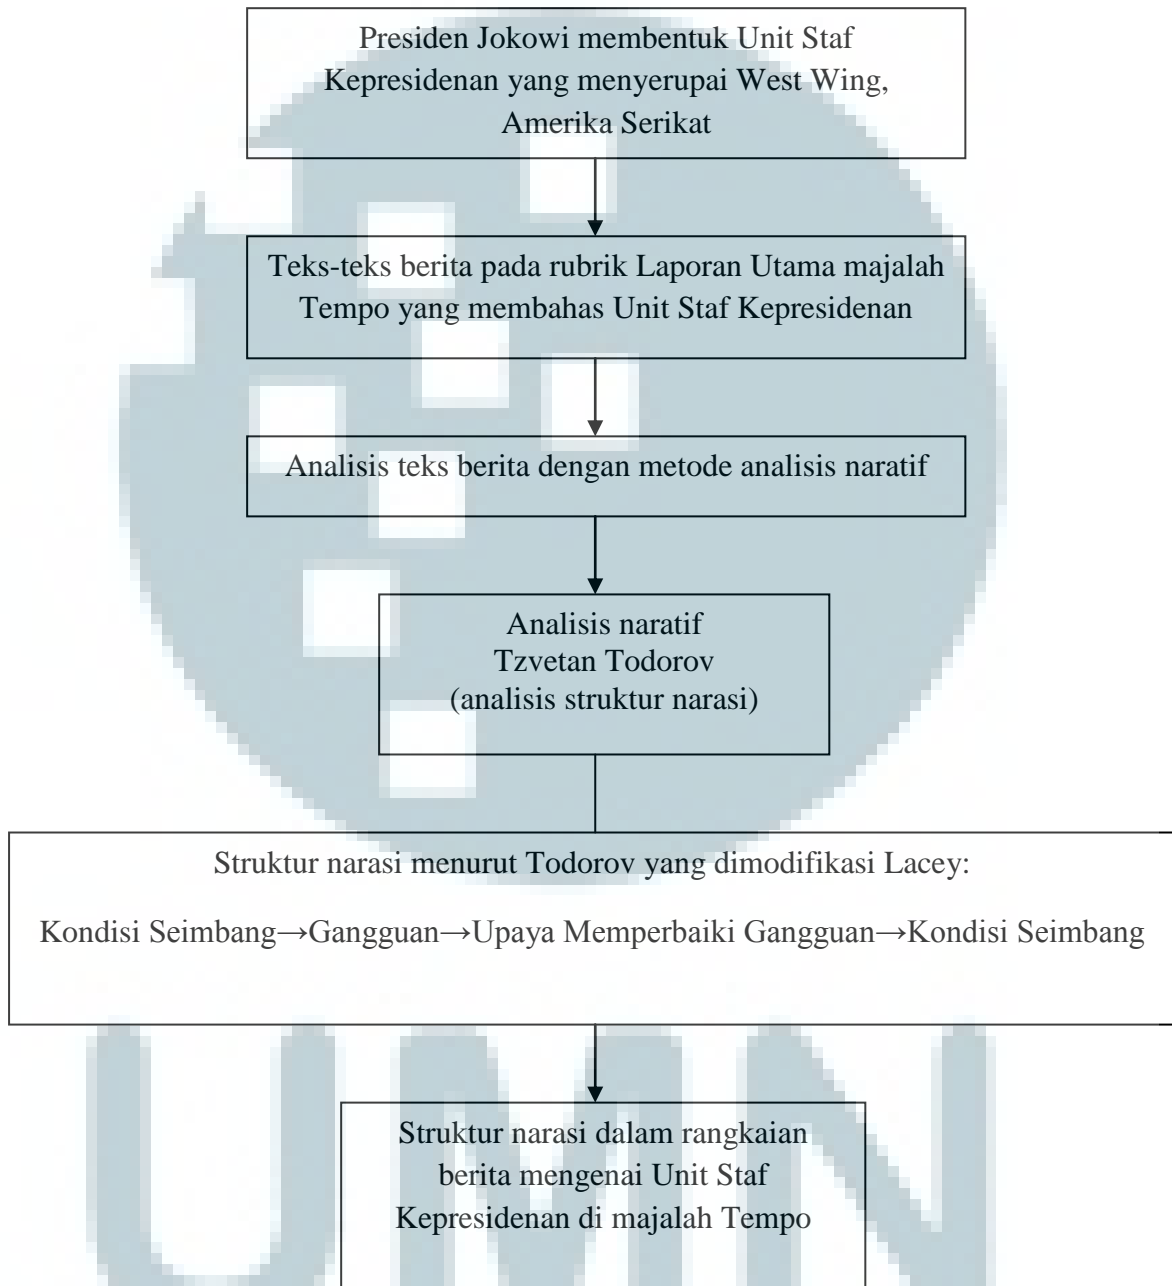 Presiden Jokowi membentuk Unit Staf
Kepresidenan yang menyerupai West Wing,
Amerika Serikat
Teks-teks berita pada rubrik Laporan Utama majalah
Tempo yang membahas Unit Staf Kepresidenan
Analisis teks berita dengan metode analisis naratif
Analisis naratif
Tzvetan Todorov
(analisis struktur narasi)
Struktur narasi menurut Todorov yang dimodifikasi Lacey:
Kondisi Seimbang→Gangguan→Upaya Memperbaiki Gangguan→Kondisi Seimbang
Struktur narasi dalam rangkaian
berita mengenai Unit Staf
Kepresidenan di majalah Tempo
UMN